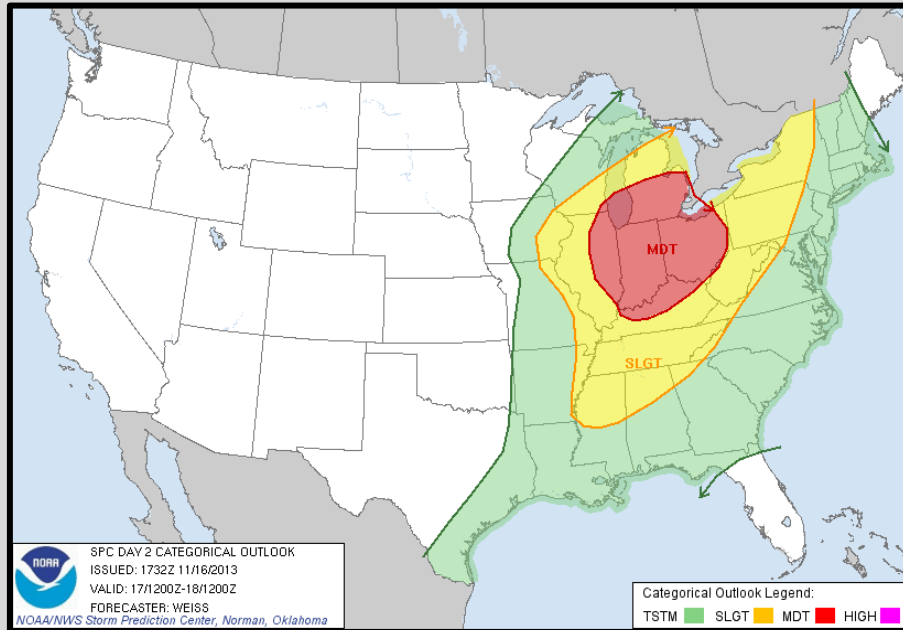 MDT
SLGT
NOAA
SPC DAY 2 CATEGORICAL OUTLOOK
ISSUED: 1732Z 11/16/2013
VALID: 17/1200Z-18/1200Z
FORECASTER: WEISS
NOAA/NWS Storm Prediction Center, Norman, Oklahoma
Categorical Outlook Legend:
TSTM SLGT MDT HIGH